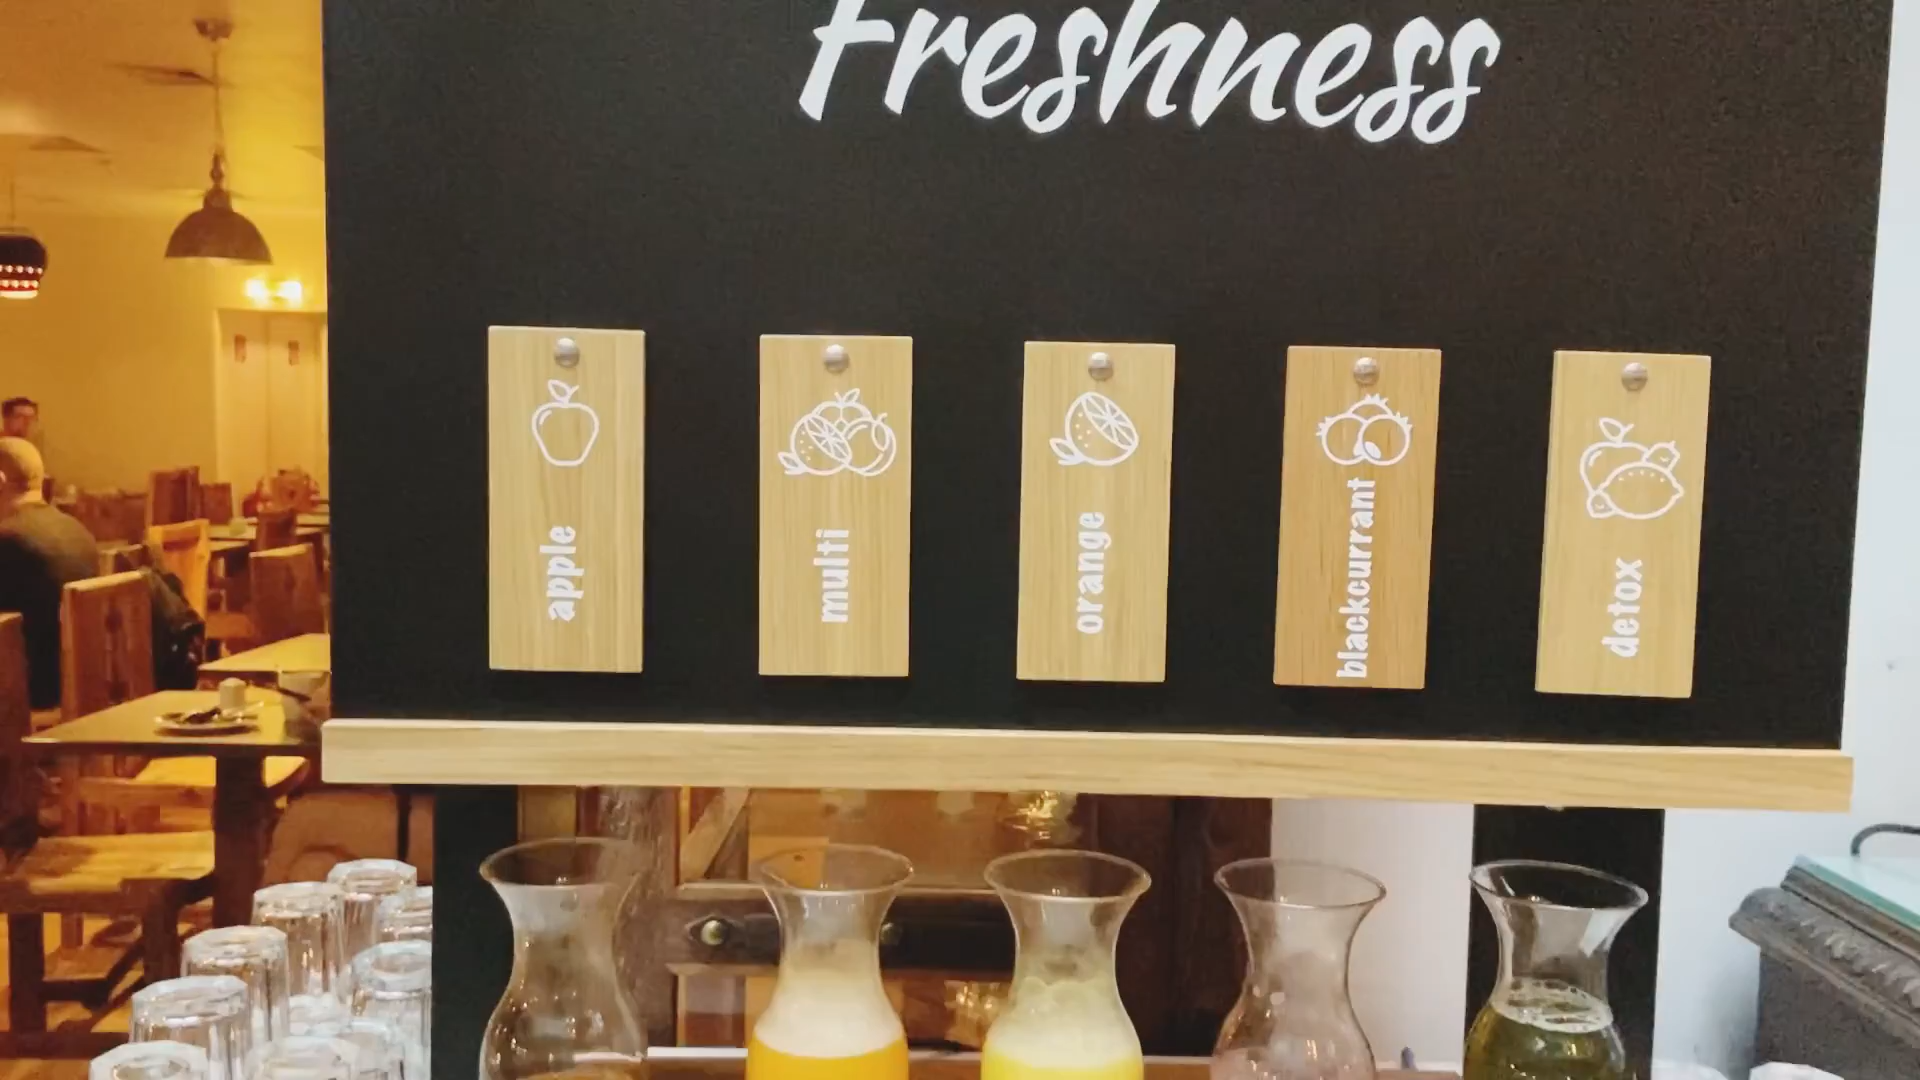 Freshness
apple
multi
orange
blackcurrant
detox